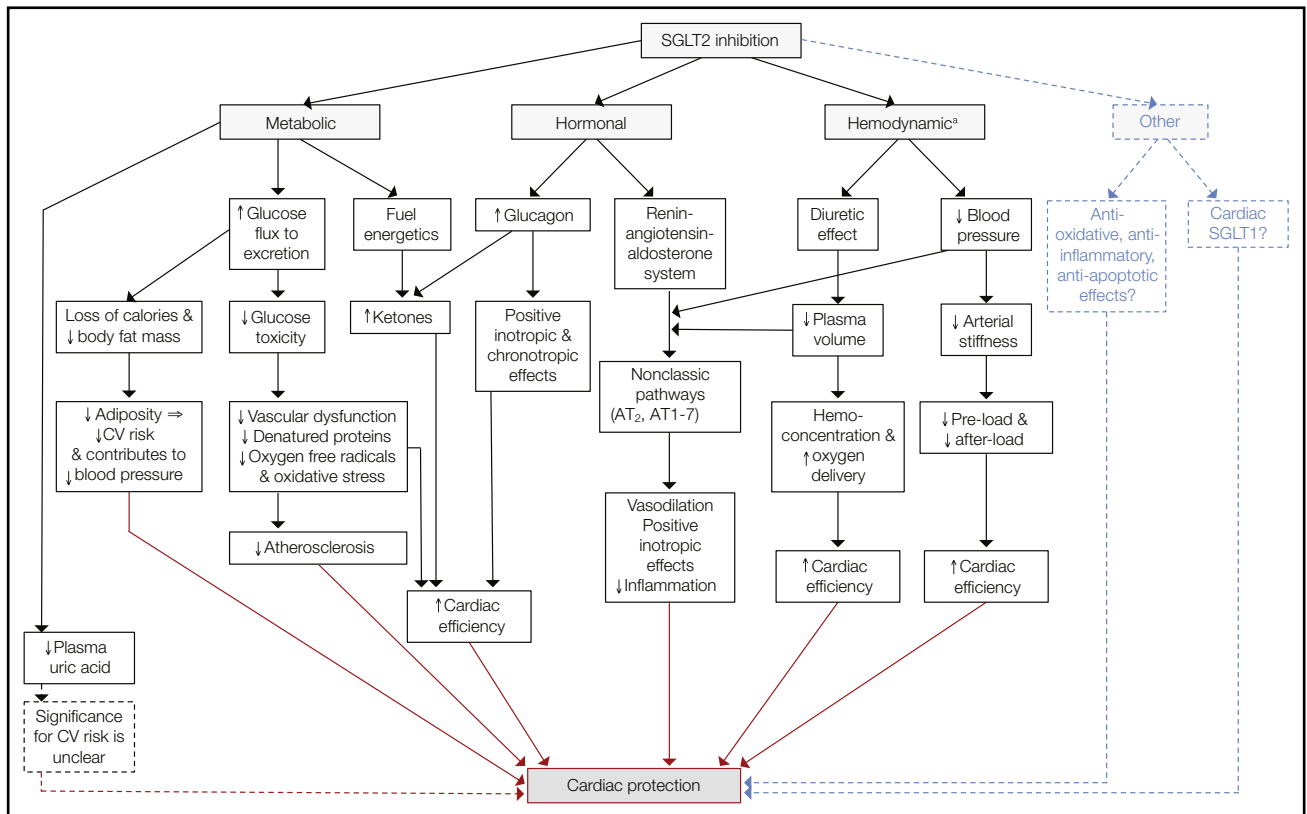 SGLT2 inhibition
Metabolic
Hormonal
Hemodynamicᵃ
Other
↑ Glucose
flux to
excretion
Fuel
energetics
↑ Glucagon
Renin-
angiotensin-
aldosterone
system
Diuretic
effect
↓ Blood
pressure
Anti-
oxidative, anti-
inflammatory,
anti-apoptotic
effects?
Cardiac
SGLT1?
Loss of calories &
↓ body fat mass
↓ Glucose
toxicity
↑ Ketones
Positive
inotropic &
chronotropic
effects
↓ Plasma
volume
↓ Arterial
stiffness
Nonclassic
pathways
(AT₂, AT1-7)
↓ Adiposity ⇒
↓ CV risk
& contributes to
↓ blood pressure
↓ Vascular dysfunction
↓ Denatured proteins
↓ Oxygen free radicals
& oxidative stress
Hemo-
concentration &
↑ oxygen
delivery
↓ Pre-load &
↓ after-load
Vasodilation
Positive
inotropic
effects
↓ Inflammation
↓ Atherosclerosis
↑ Cardiac
efficiency
↑ Cardiac
efficiency
↑ Cardiac
efficiency
↓ Plasma
uric acid
Significance
for CV risk is
unclear
Cardiac protection